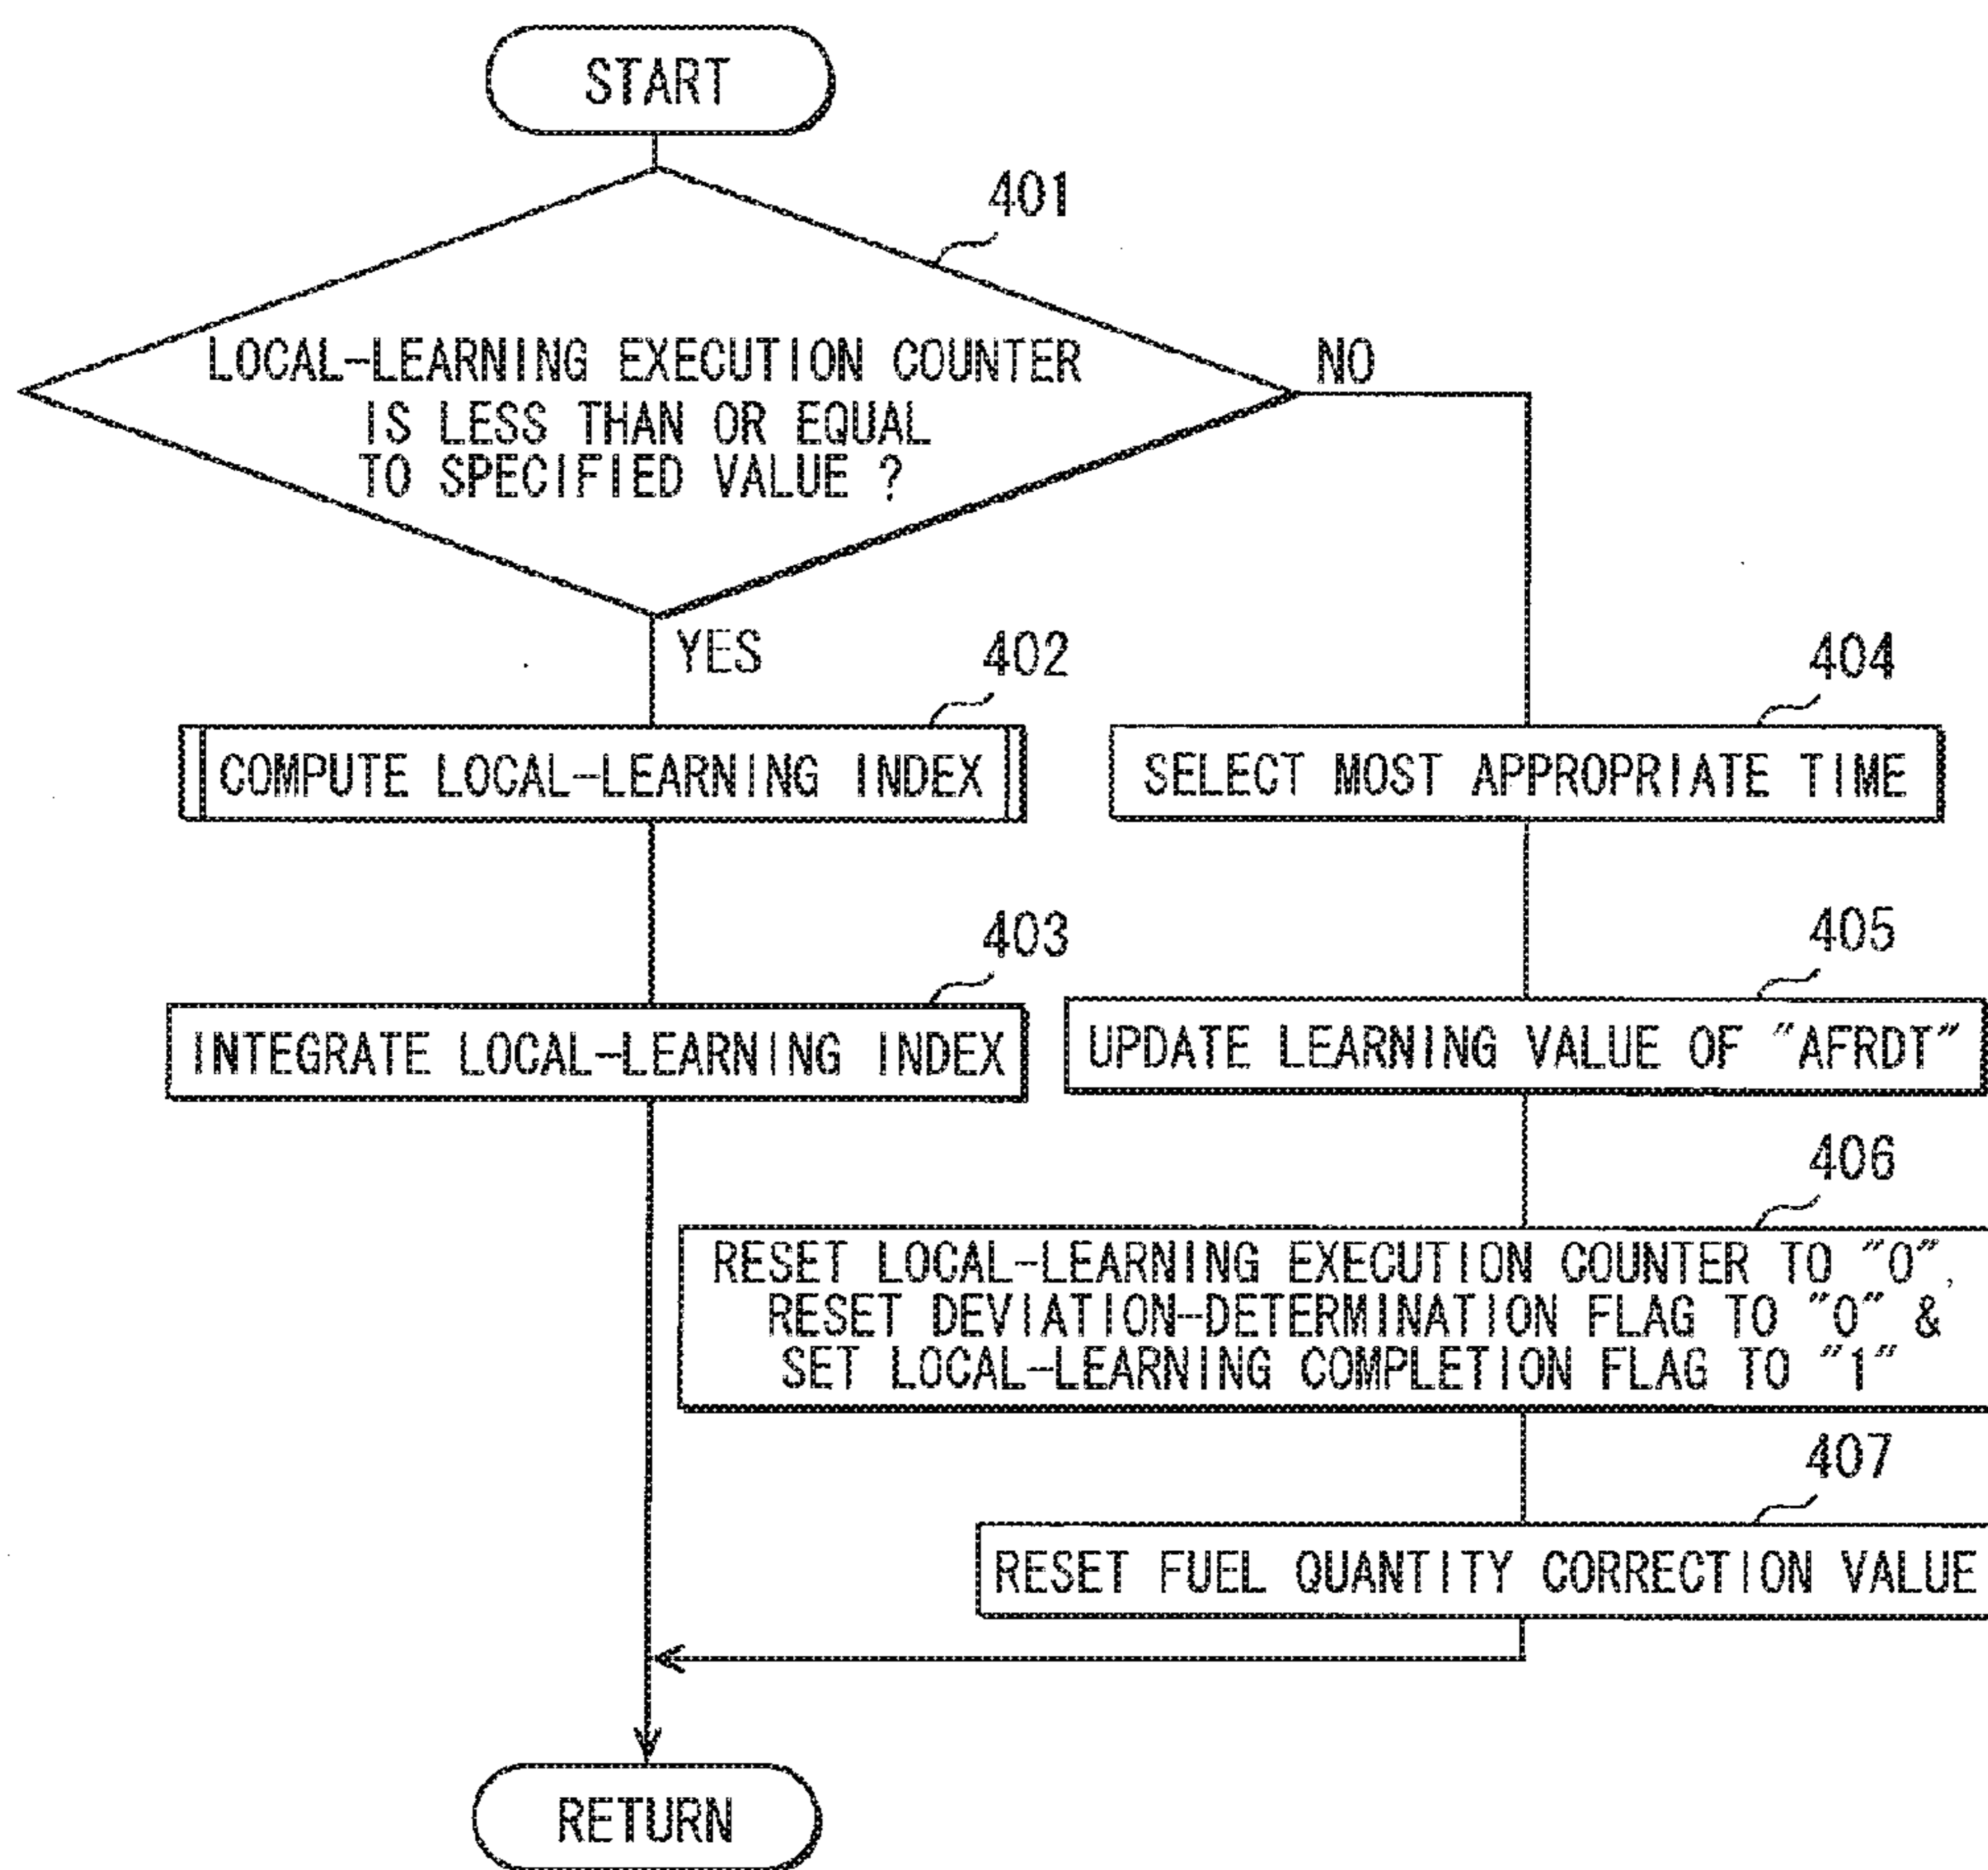 START
401
LOCAL-LEARNING EXECUTION COUNTER
IS LESS THAN OR EQUAL
TO SPECIFIED VALUE ?
NO
YES
402
COMPUTE LOCAL-LEARNING INDEX
404
SELECT MOST APPROPRIATE TIME
403
INTEGRATE LOCAL-LEARNING INDEX
405
UPDATE LEARNING VALUE OF "AFRDT"
406
RESET LOCAL-LEARNING EXECUTION COUNTER TO "0",
RESET DEVIATION-DETERMINATION FLAG TO "0" &
SET LOCAL-LEARNING COMPLETION FLAG TO "1"
407
RESET FUEL QUANTITY CORRECTION VALUE
RETURN